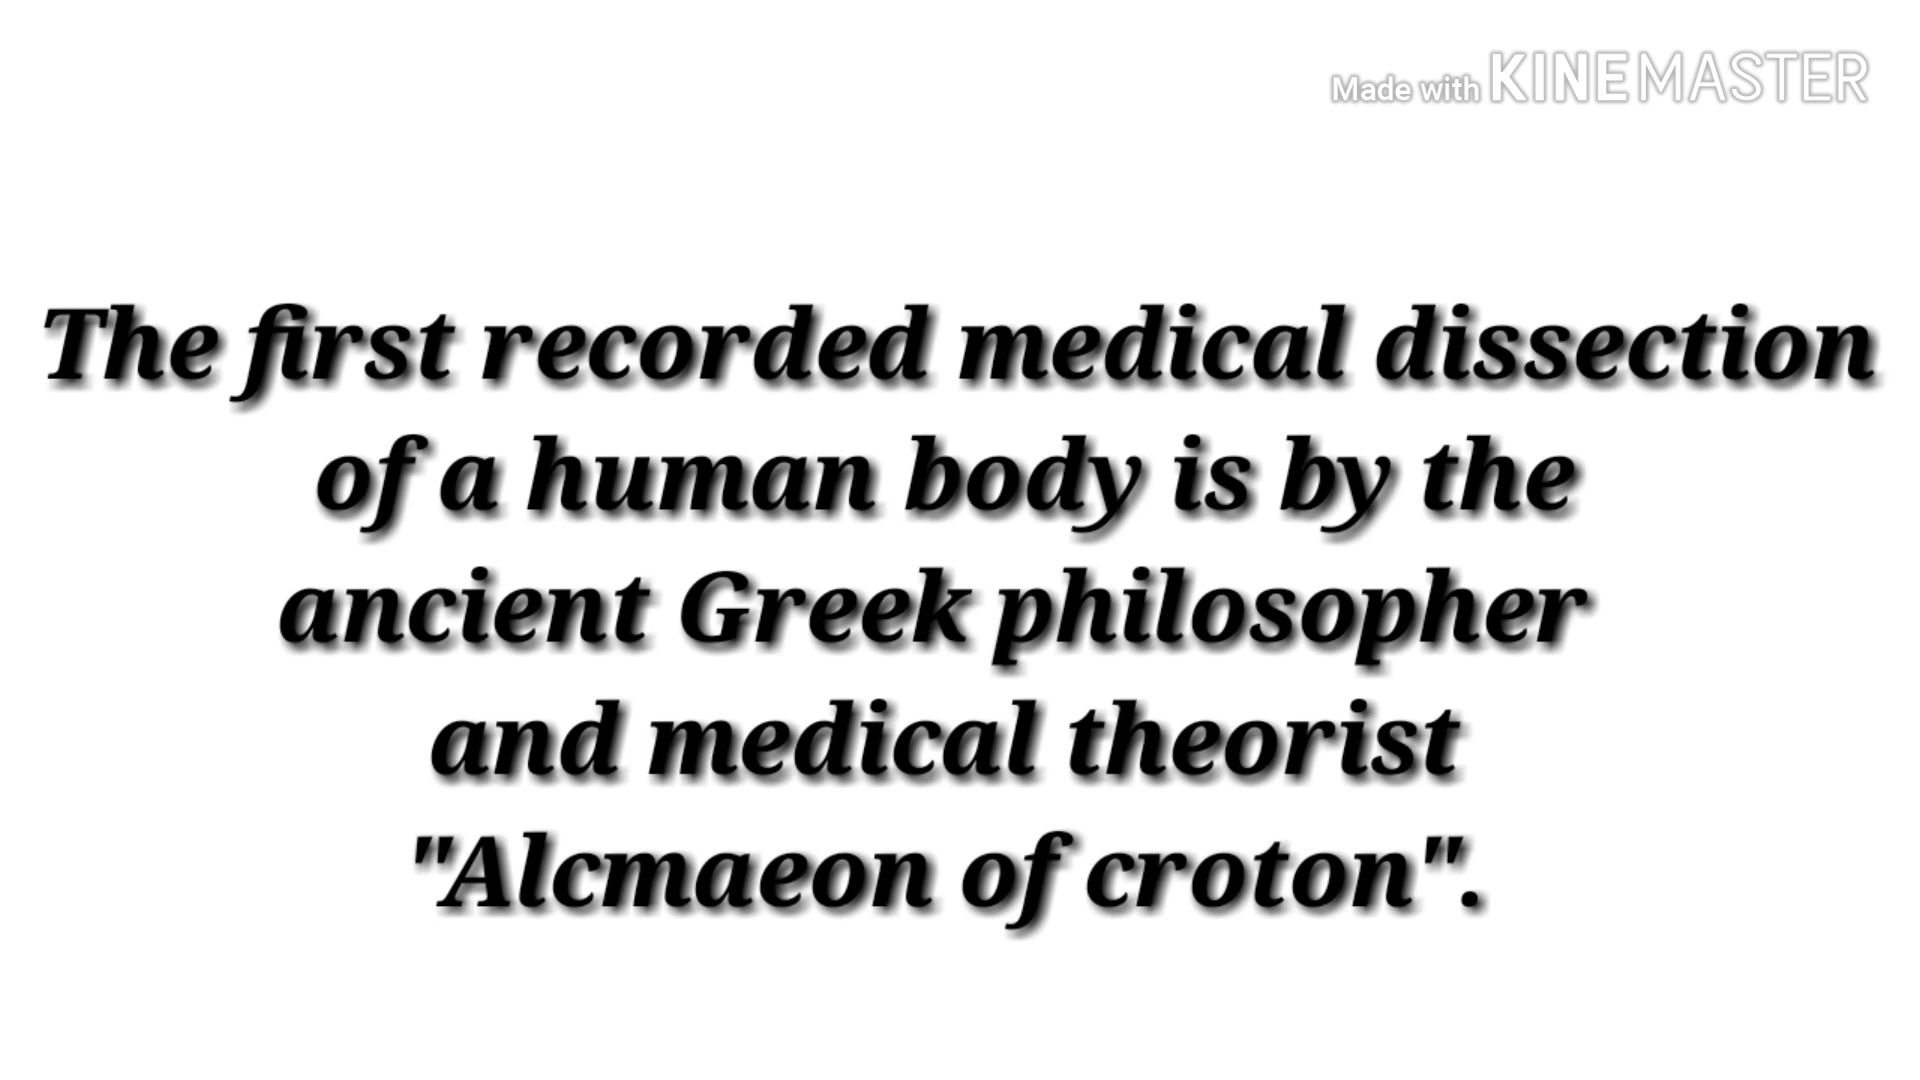 Made with KINEMASTER
The first recorded medical dissection
of a human body is by the
ancient Greek philosopher
and medical theorist
"Alcmaeon of croton".